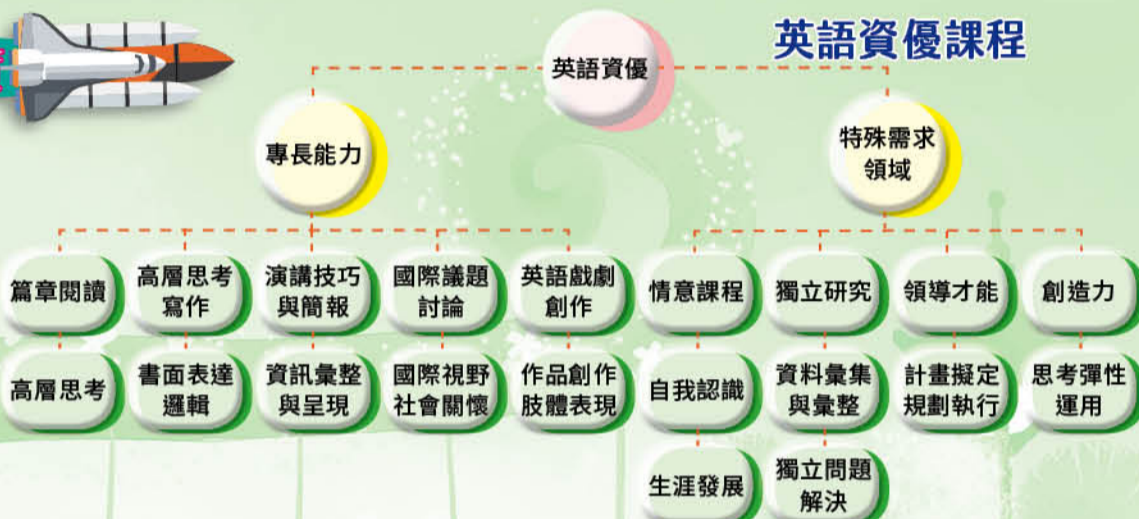 英語資優課程
英語資優
專長能力
特殊需求
領域
篇章閱讀
高層思考
寫作
演講技巧
與簡報
國際議題
討論
英語戲劇
創作
情意課程
獨立研究
領導才能
創造力
高層思考
書面表達
邏輯
資訊彙整
與呈現
國際視野
社會關懷
作品創作
肢體表現
自我認識
資料彙集
與彙整
計畫擬定
規劃執行
思考彈性
運用
生涯發展
獨立問題
解決